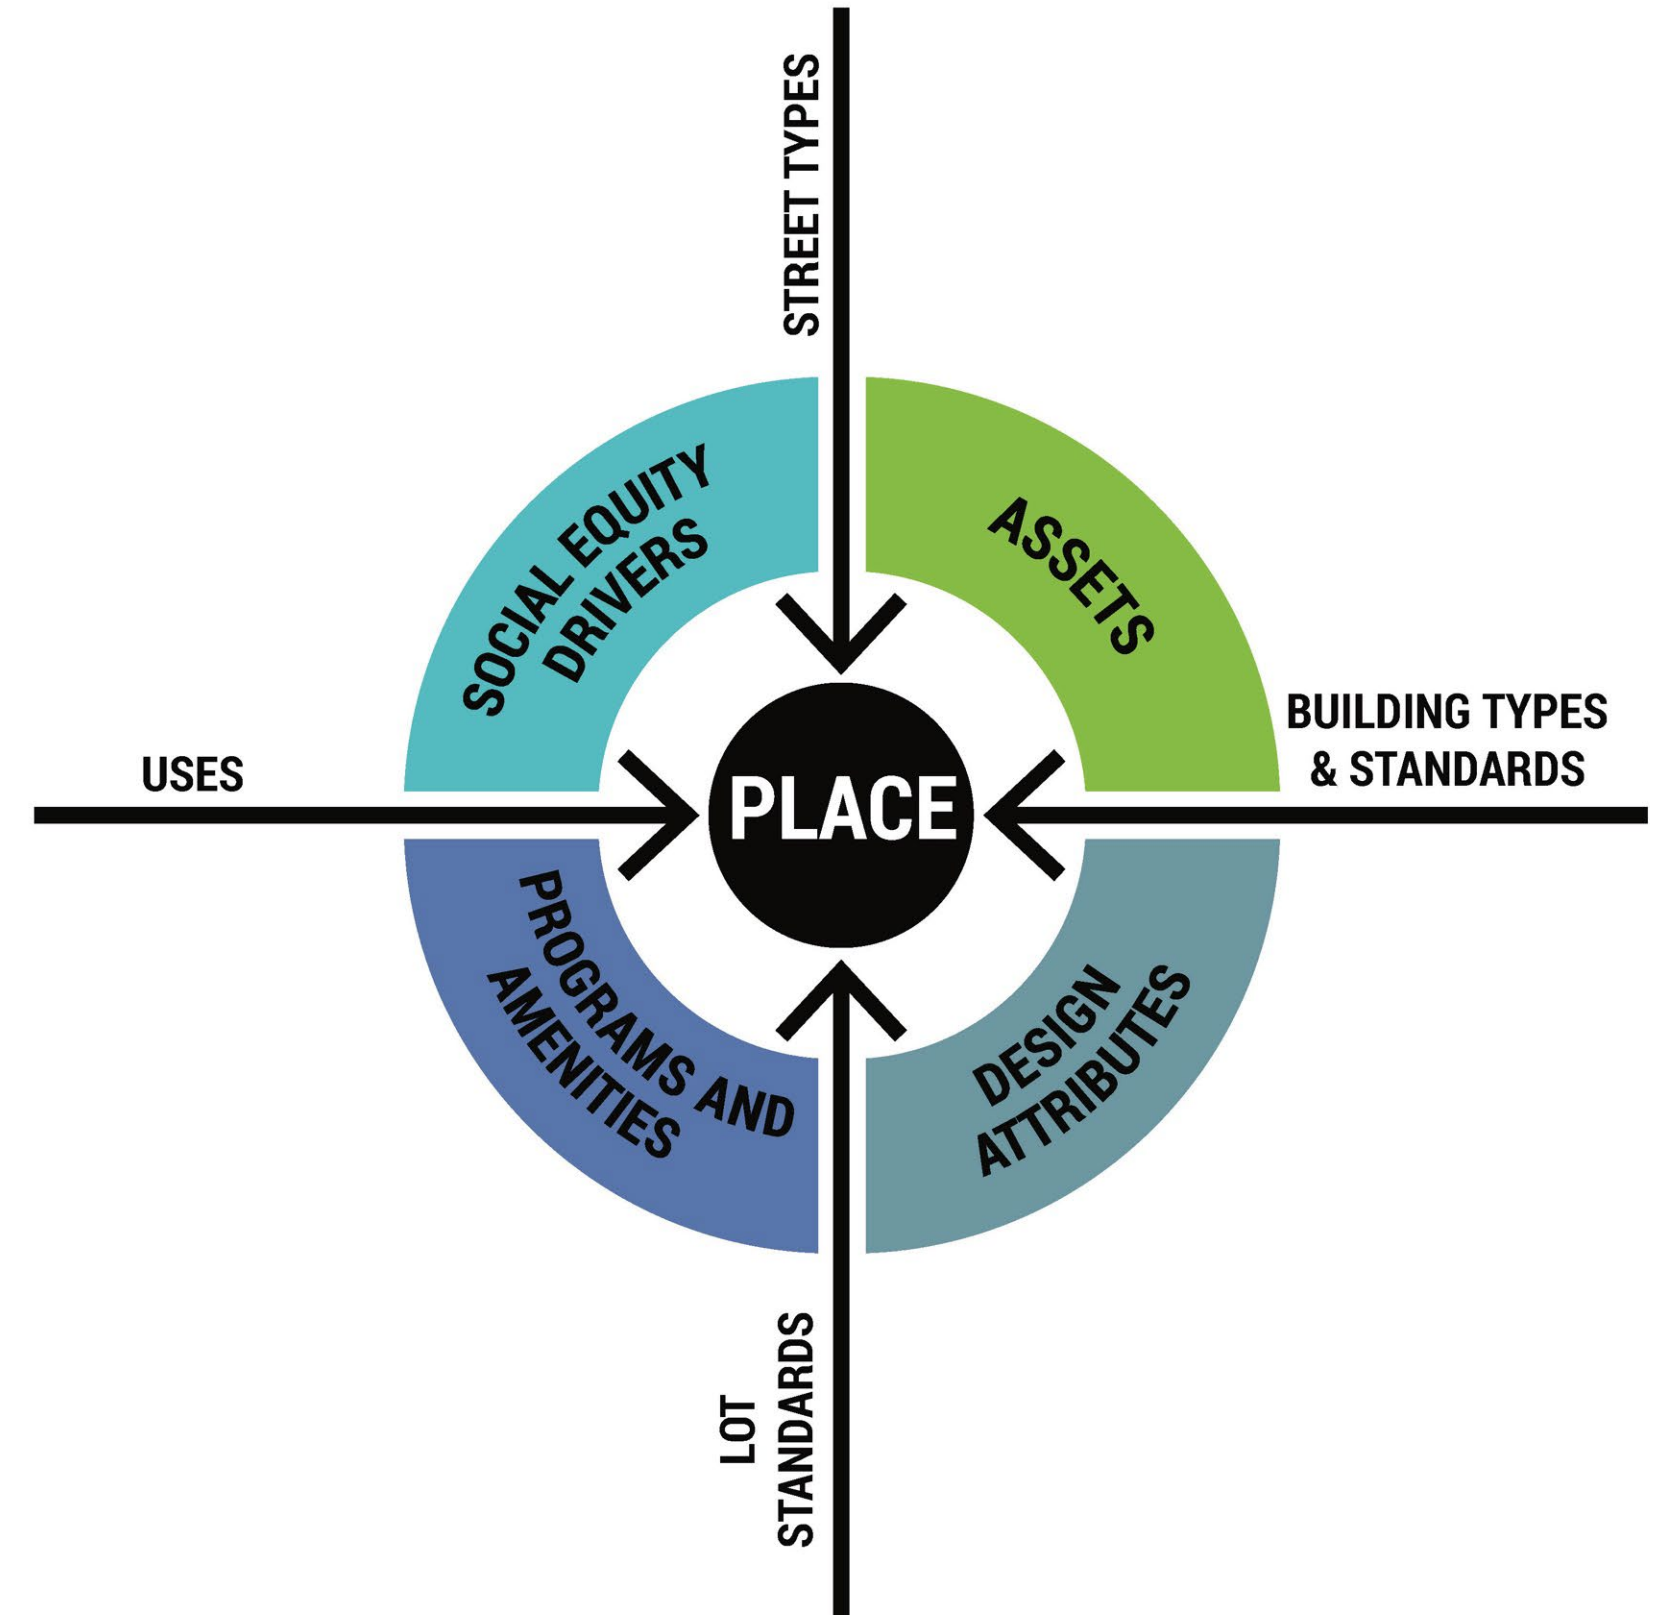 STREET TYPES
SOCIAL EQUITY
DRIVERS
ASSETS
BUILDING TYPES
& STANDARDS
USES
PLACE
PROGRAMS AND
AMENITIES
DESIGN
ATTRIBUTES
LOT
STANDARDS